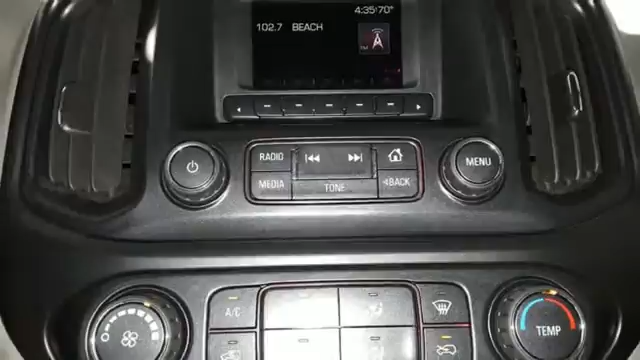 4:35 70°
102.7 BEACH
RADIO
MENU
MEDIA TONE BACK
A/C
TEMP